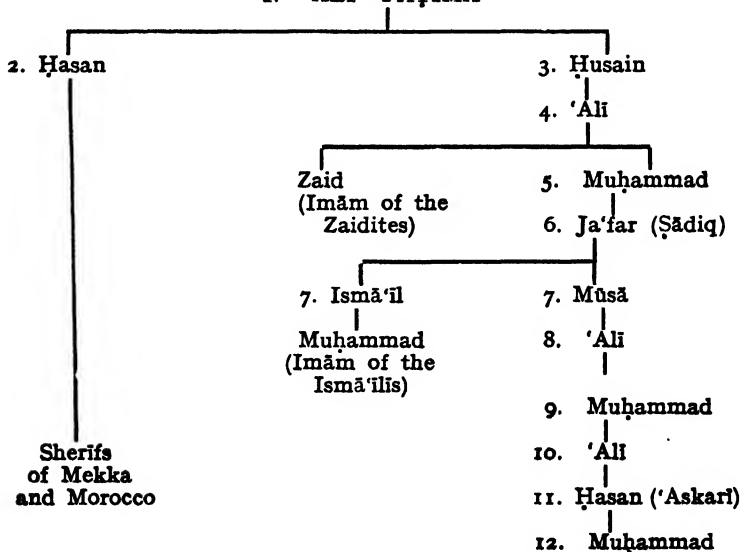 2. Ḥasan
3. Ḥusain
4. ‘Alī
Zaid
(Imām of the
Zaidites)
5. Muḥammad
6. Ja‘far (Ṣādiq)
7. Ismā‘īl
Muḥammad
(Imām of the
Ismā‘īlīs)
7. Mūsā
8. ‘Alī
9. Muḥammad
10. ‘Alī
11. Ḥasan (‘Askarī)
12. Muḥammad
Sherīfs
of Mekka
and Morocco